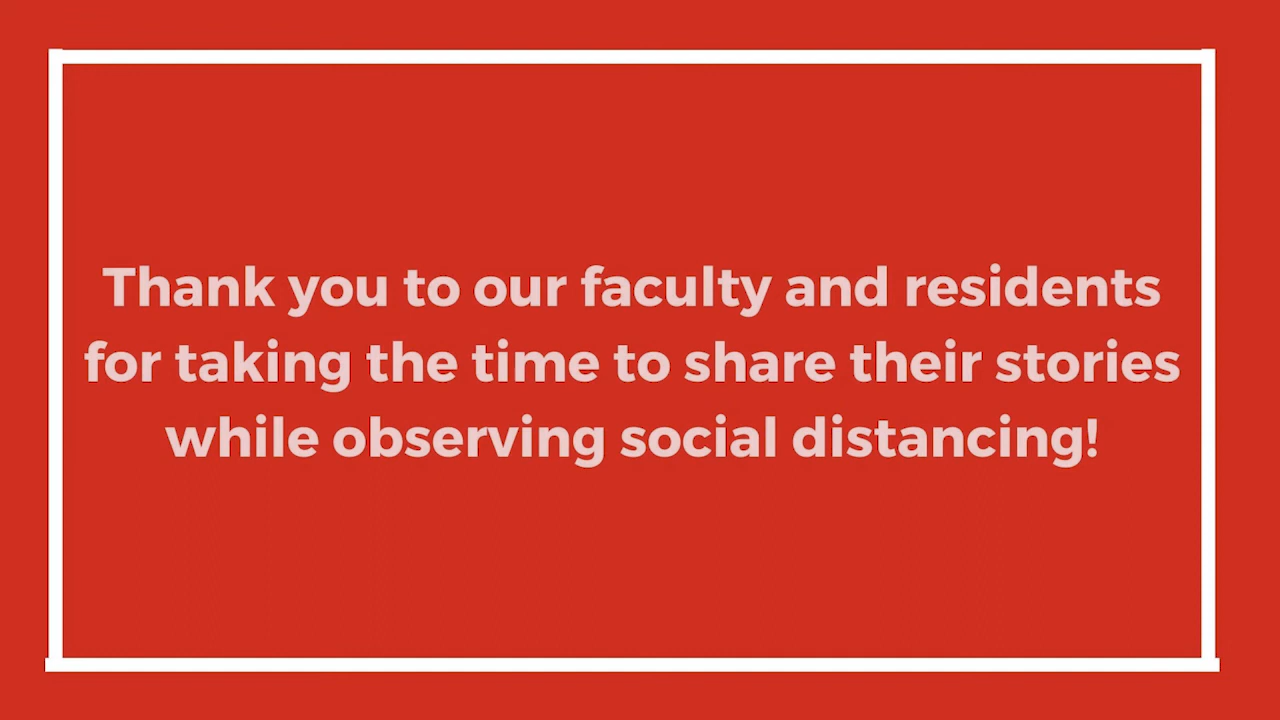 Thank you to our faculty and residents
for taking the time to share their stories
while observing social distancing!